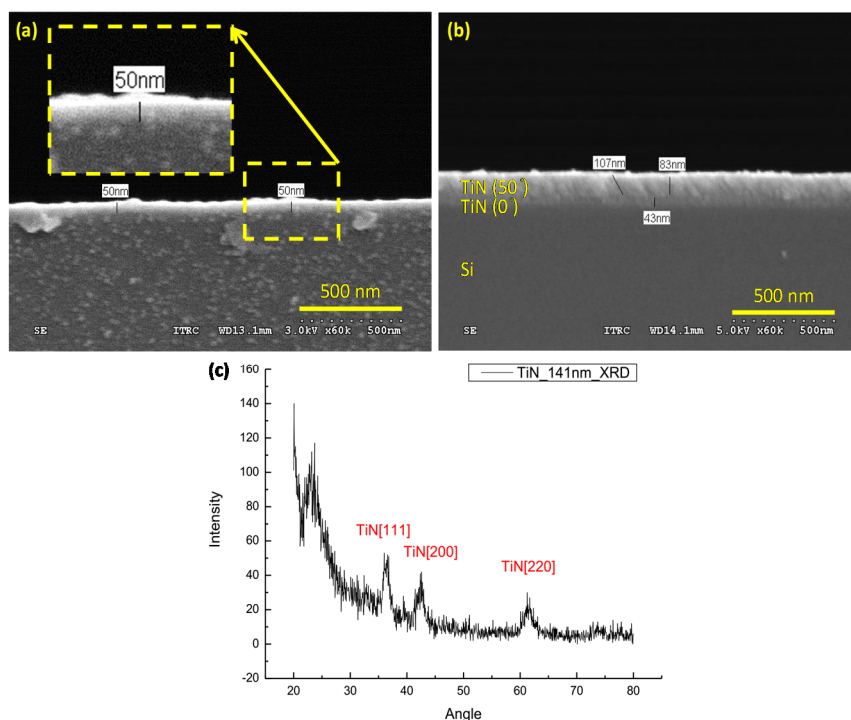 (a)
50nm
50nm
50nm
500 nm
SE ITRC WD13.1mm 3.0kV x60k 500nm
(b)
107nm
83nm
TiN (50°)
TiN (0°)
43nm
Si
500 nm
SE ITRC WD14.1mm 5.0kV x60k 500nm
(c)
TiN_141nm_XRD
160
140
120
100
80
60
40
20
0
Intensity
TiN[111]
TiN[200]
TiN[220]
20 30 40 50 60 70 80
Angle